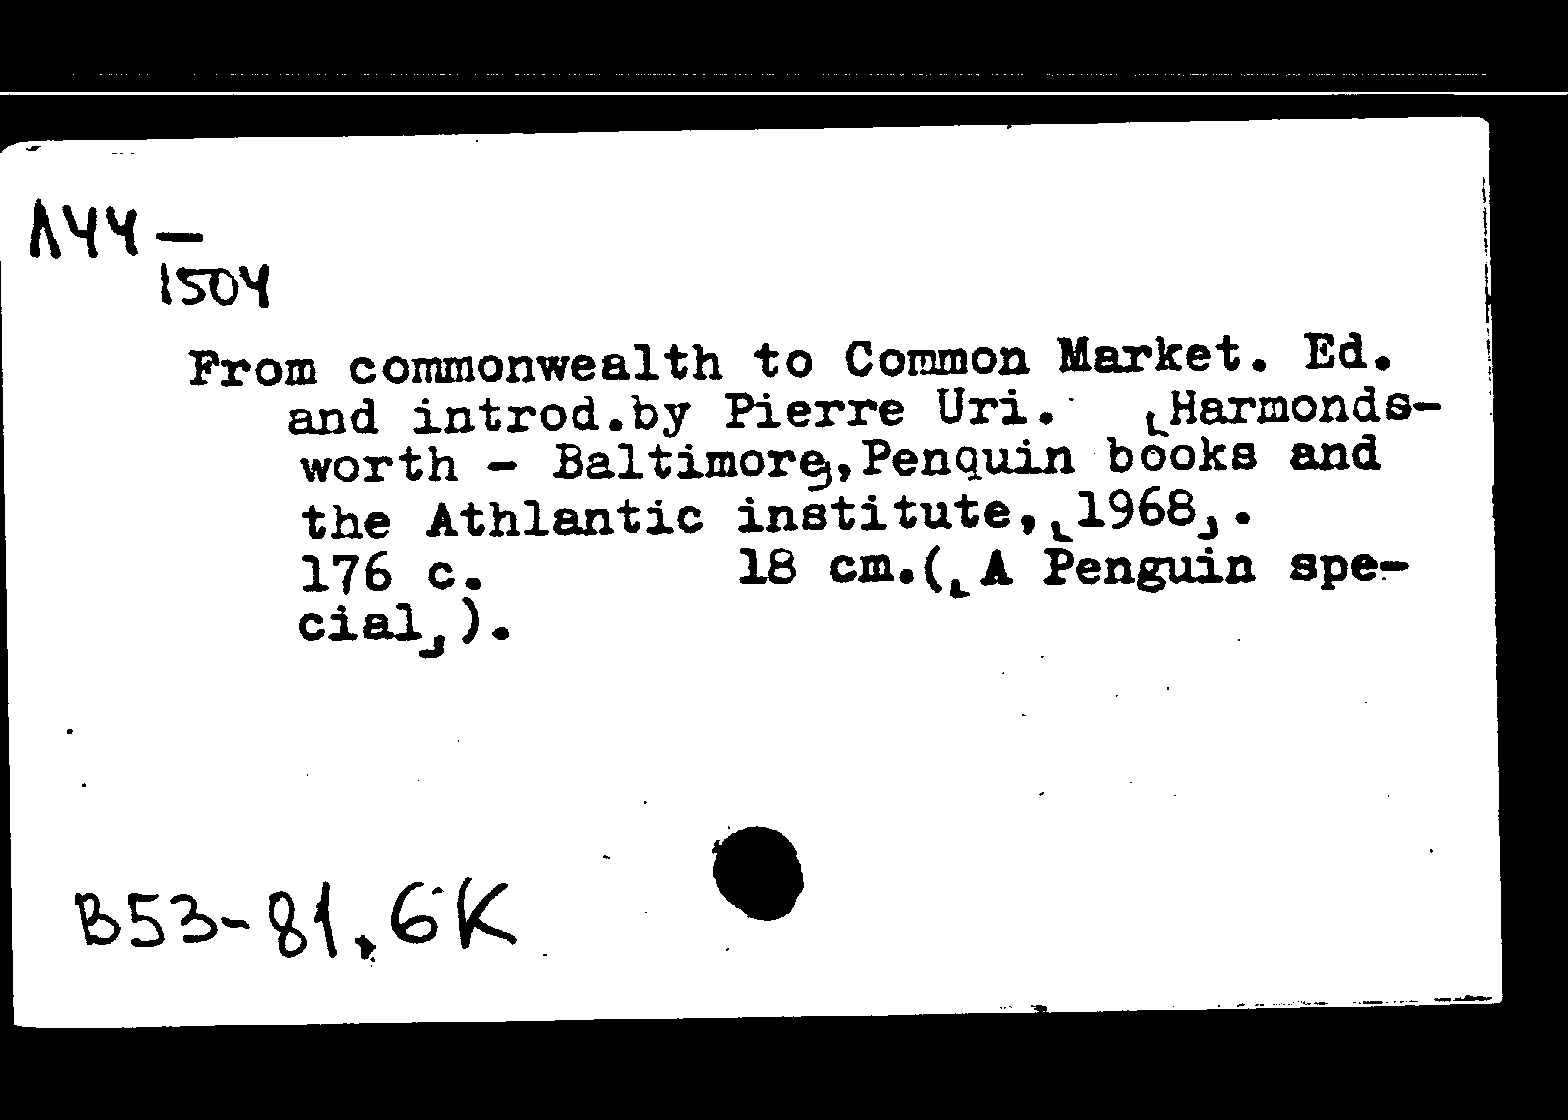 Л44-
1504
From commonwealth to Common Market. Ed.
and introd.by Pierre Uri. [Harmonds-
worth - Baltimore],Penquin books and
the Athlantic institute,[1968].
176 c. 18 cm.([A Penguin spe-
cial]).
В53-81,6К